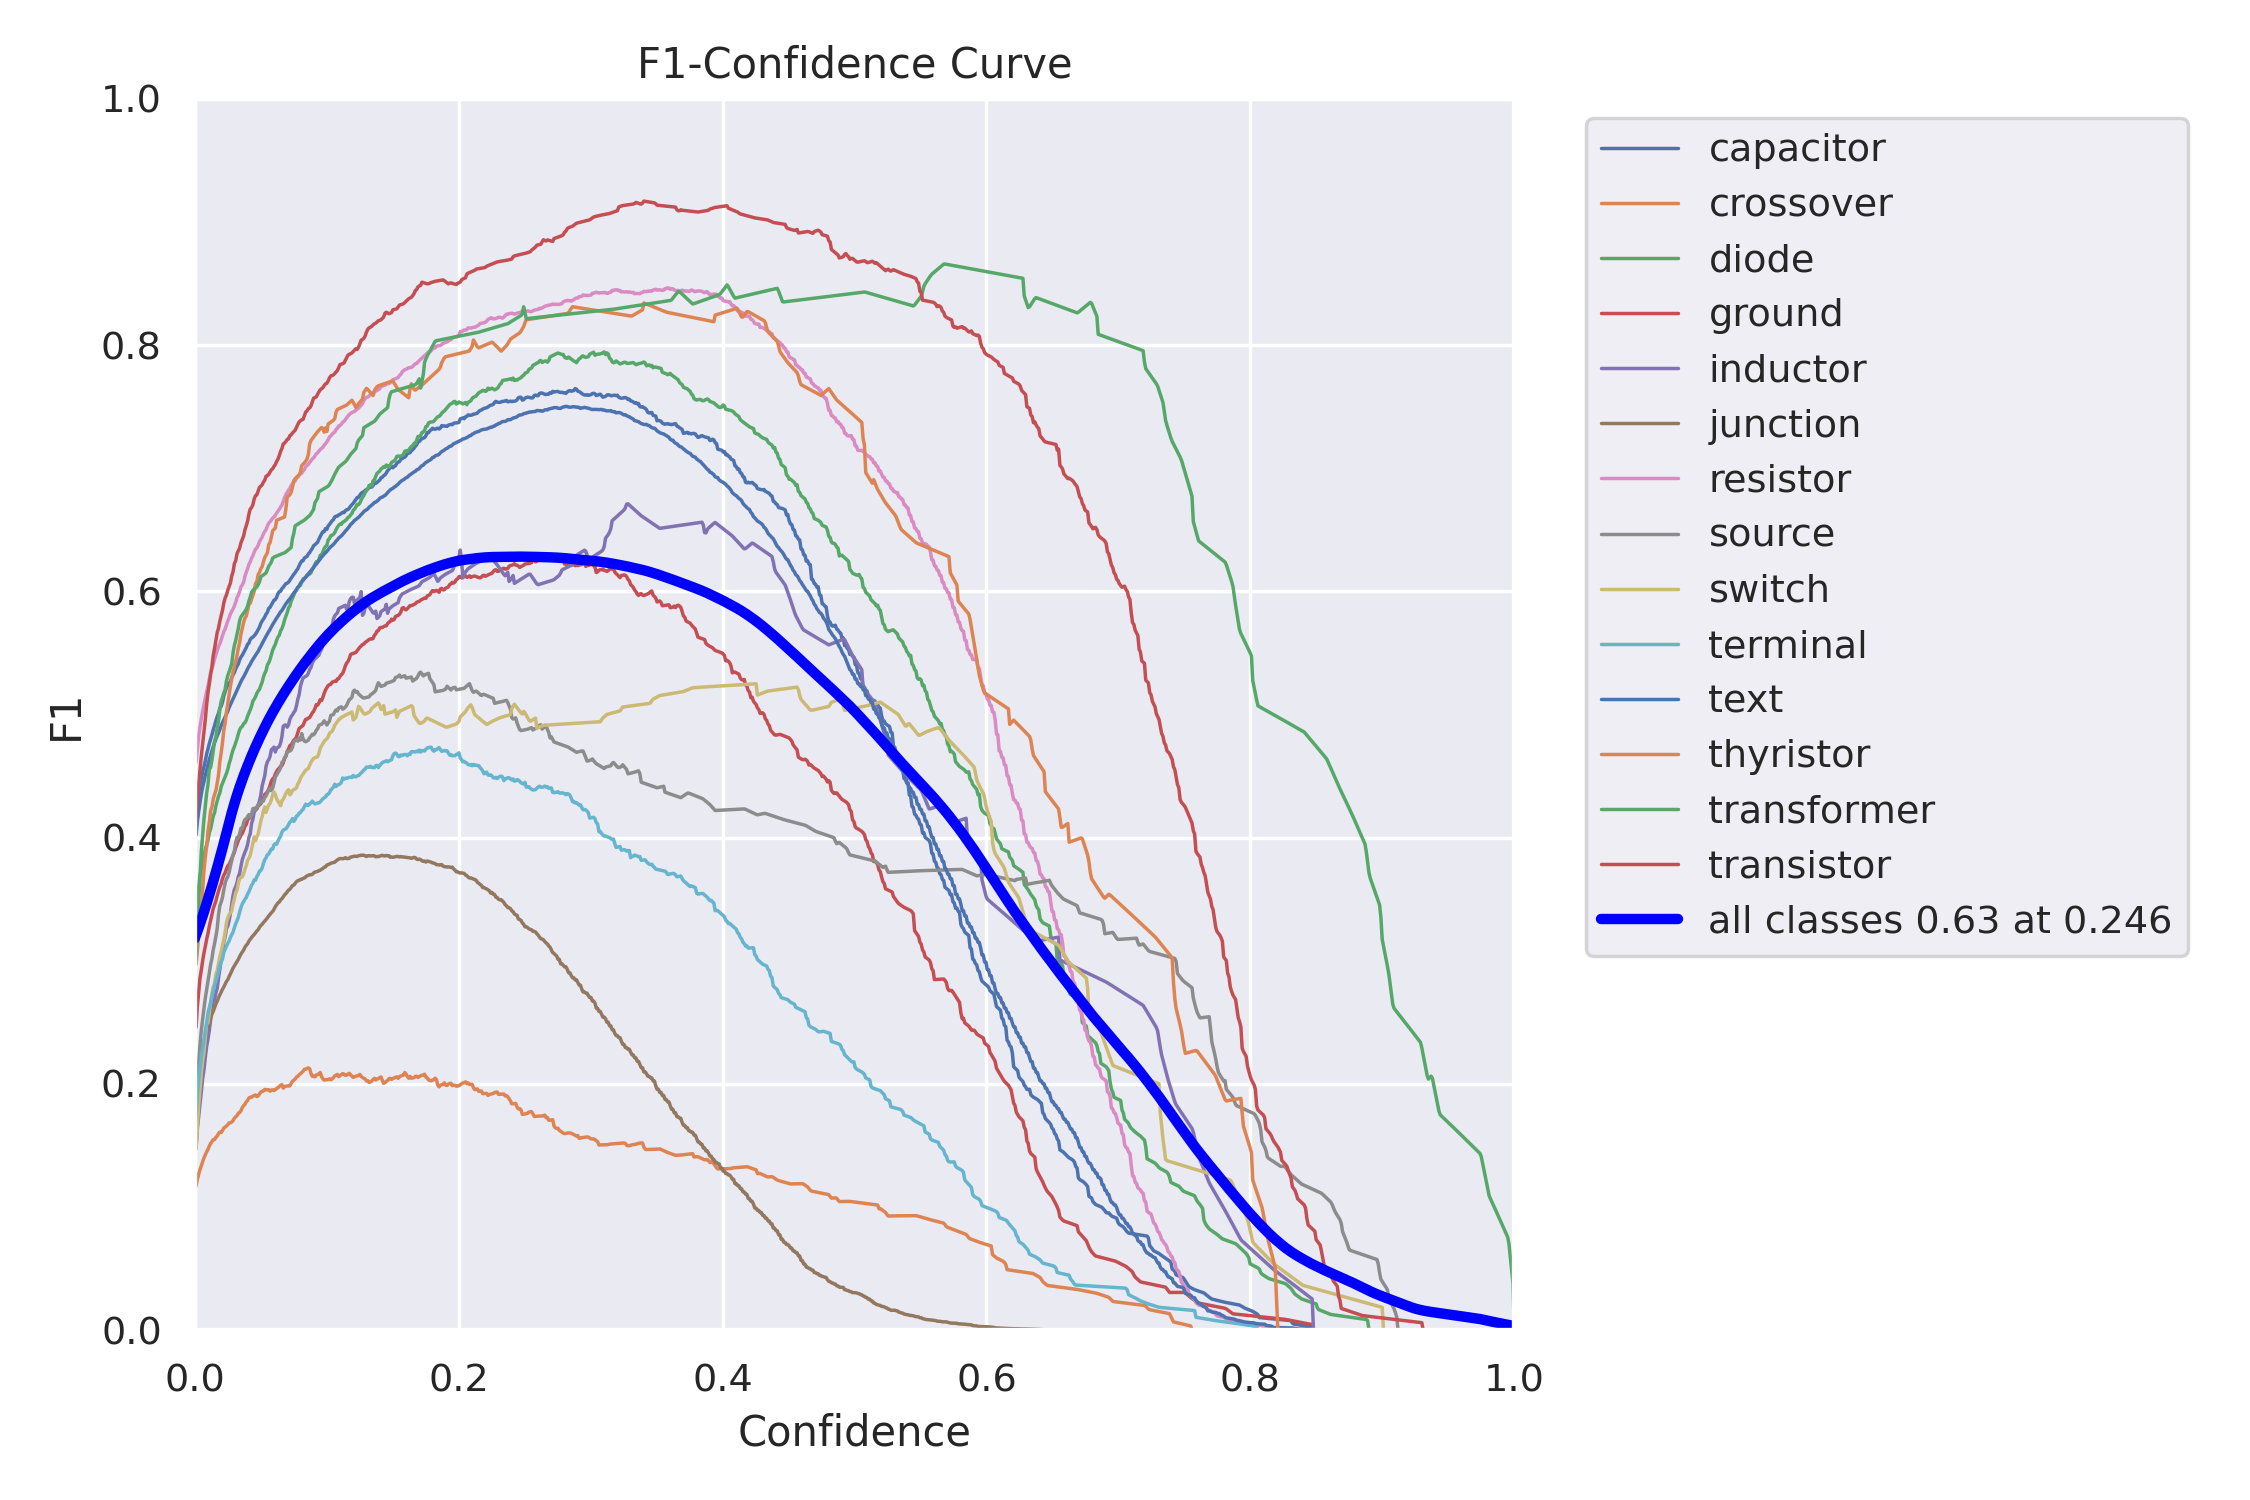 F1-Confidence Curve
1.0
0.8
0.6
0.4
0.2
0.0
F1
0.0 0.2 0.4 0.6 0.8 1.0
Confidence
capacitor
crossover
diode
ground
inductor
junction
resistor
source
switch
terminal
text
thyristor
transformer
transistor
all classes 0.63 at 0.246